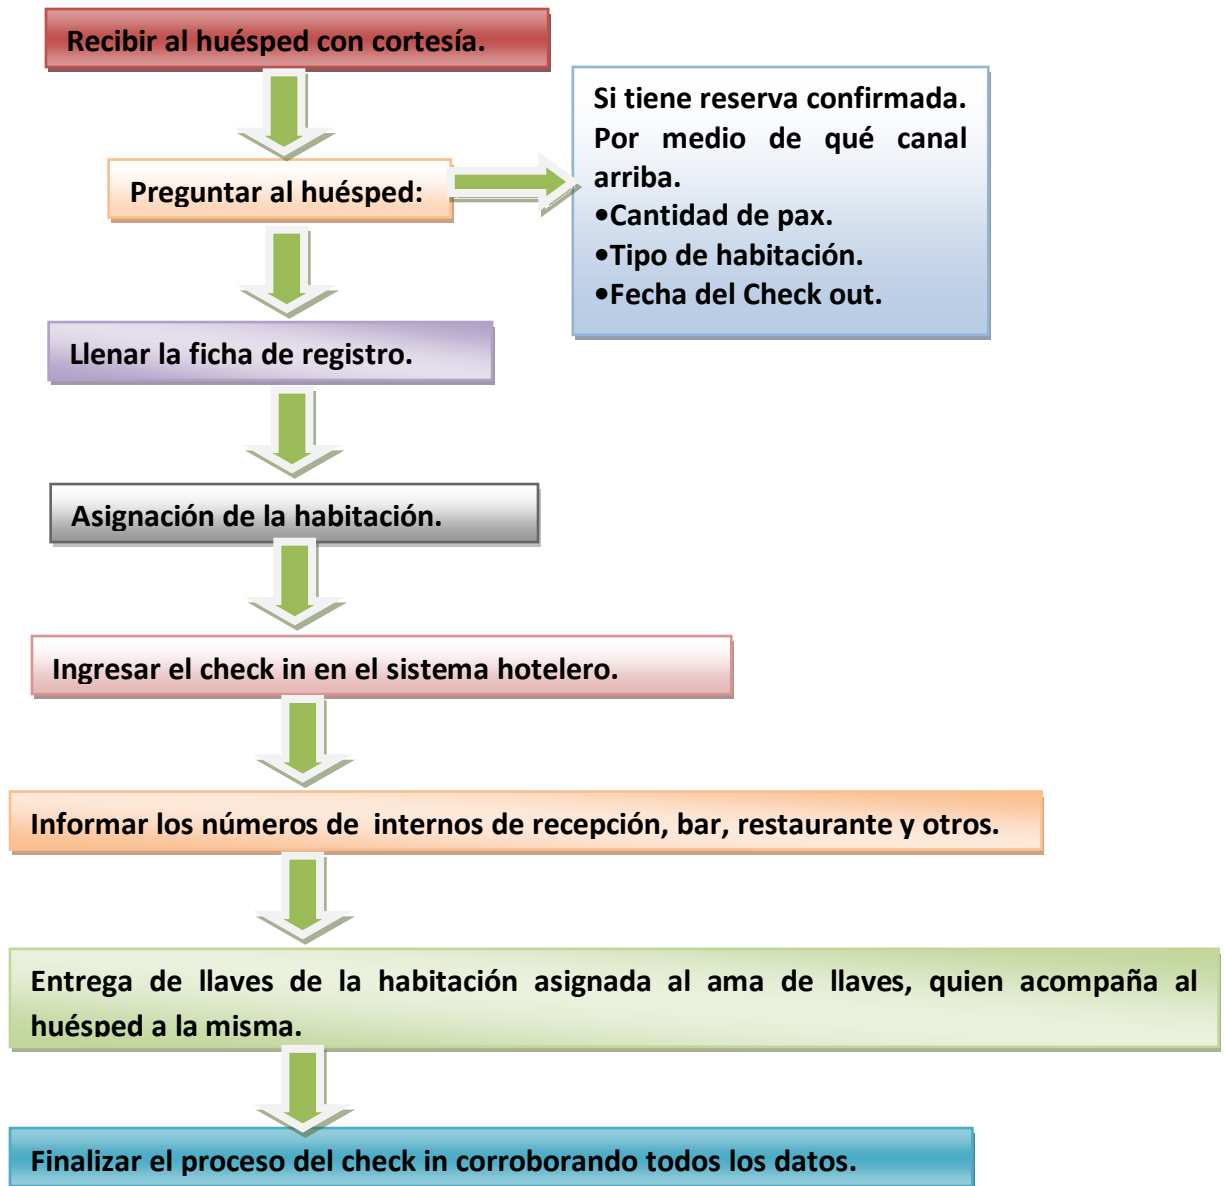 Recibir al huésped con cortesía.
Preguntar al huésped:
Si tiene reserva confirmada.
Por medio de qué canal
arriba.
•Cantidad de pax.
•Tipo de habitación.
•Fecha del Check out.
Llenar la ficha de registro.
Asignación de la habitación.
Ingresar el check in en el sistema hotelero.
Informar los números de  internos de recepción, bar, restaurante y otros.
Entrega de llaves de la habitación asignada al ama de llaves, quien acompaña al
huésped a la misma.
Finalizar el proceso del check in corroborando todos los datos.